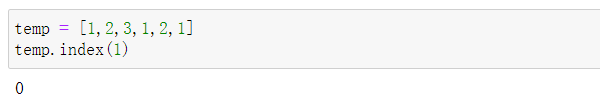 temp = [1,2,3,1,2,1]
temp.index(1)
0